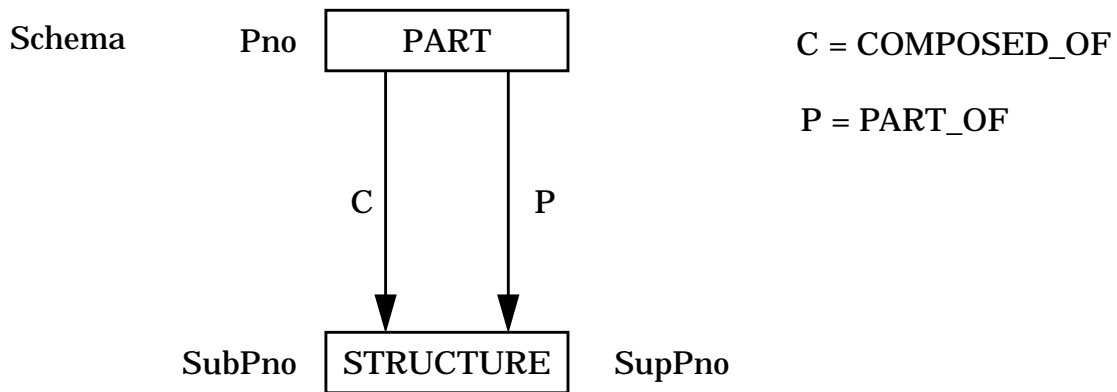 Schema Pno PART C = COMPOSED_OF
P = PART_OF
C P
SubPno STRUCTURE SupPno